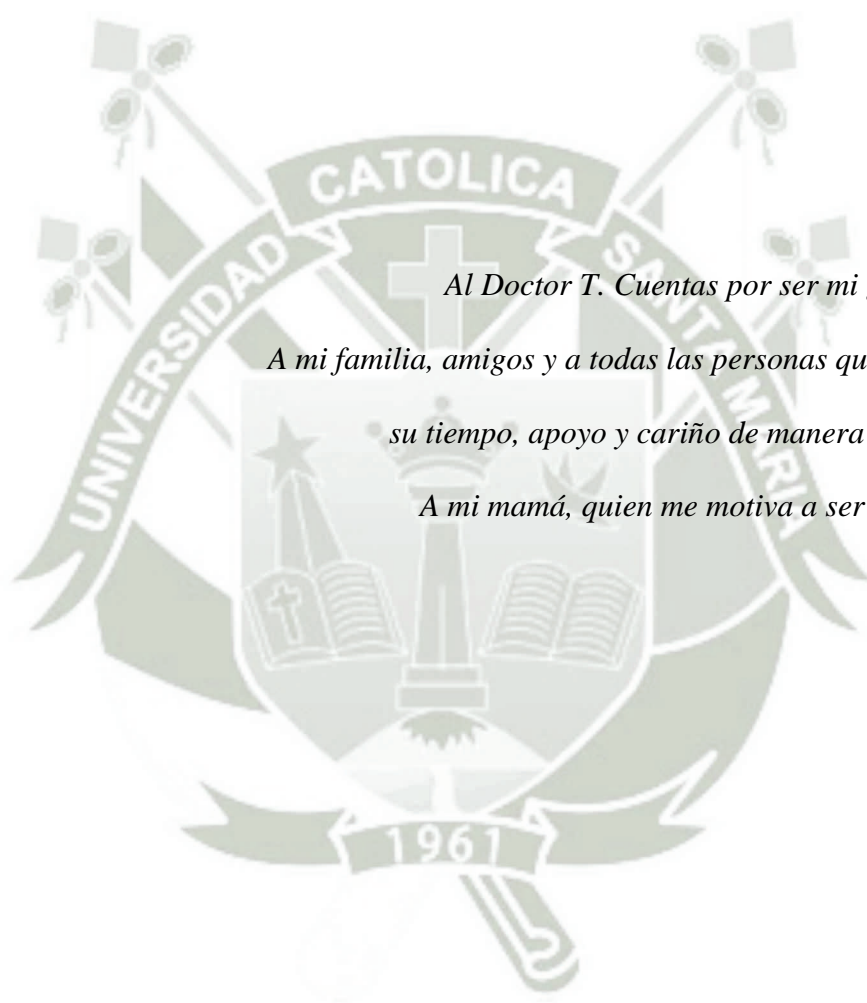 CATOLICA
UNIVERSIDAD
SANTA MARIA
Al Doctor T. Cuentas por ser mi
A mi familia, amigos y a todas las personas qu
su tiempo, apoyo y cariño de manera
A mi mamá, quien me motiva a ser
1961